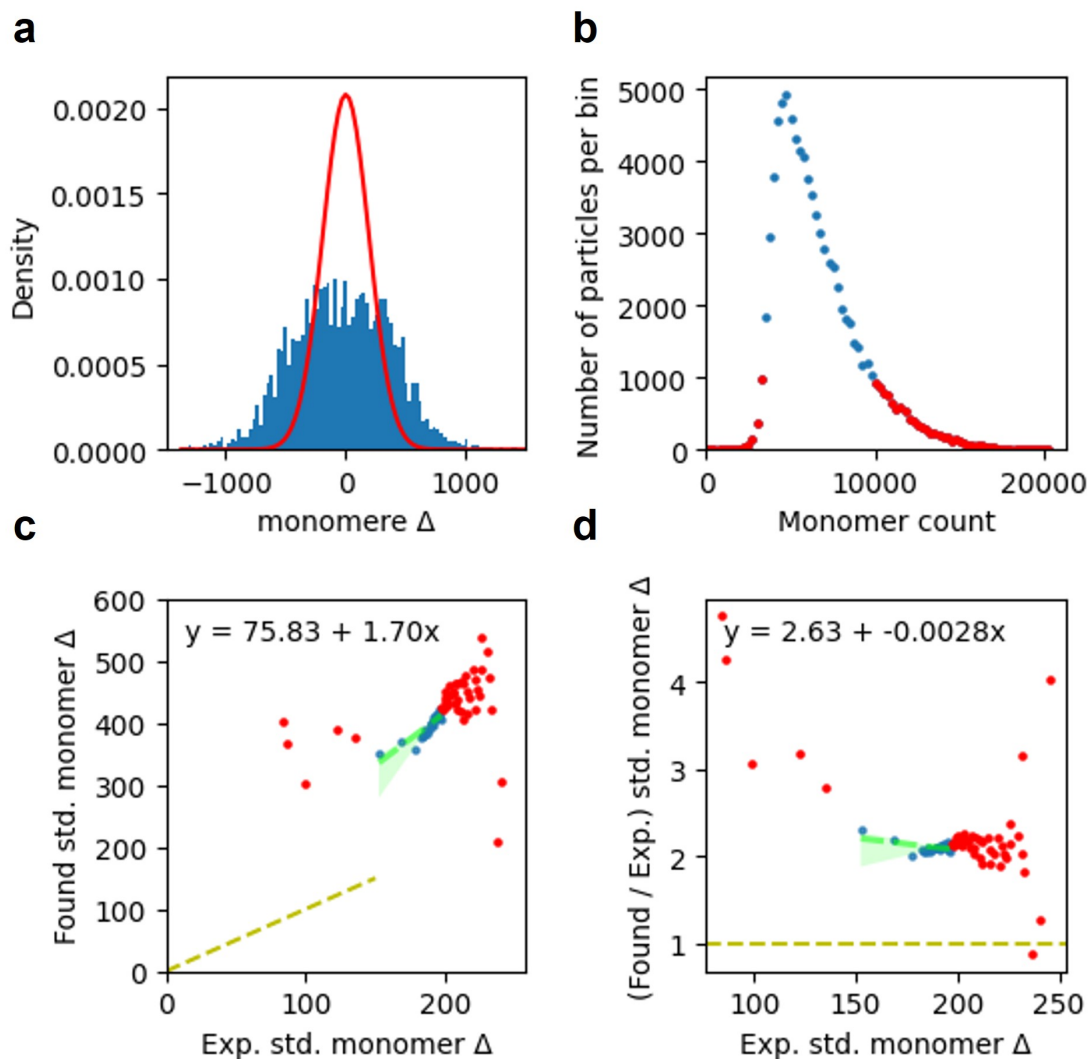 a
b
0.0020
0.0015
0.0010
0.0005
0.0000
Density
−1000
0
1000
monomere Δ
5000
4000
3000
2000
1000
0
Number of particles per bin
0
10000
20000
Monomer count
c
d
600
500
400
300
200
100
0
Found std. monomer Δ
y = 75.83 + 1.70x
0
100
200
Exp. std. monomer Δ
4
3
2
1
(Found / Exp.) std. monomer Δ
y = 2.63 + -0.0028x
100
150
200
250
Exp. std. monomer Δ